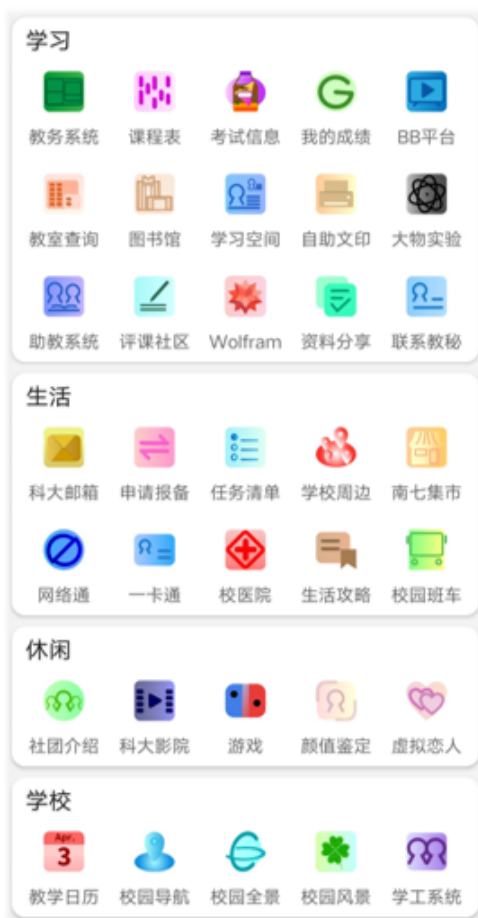 学习
教务系统 课程表 考试信息 我的成绩 BB平台
教室查询 图书馆 学习空间 自助文印 大物实验
助教系统 评课社区 Wolfram 资料分享 联系教秘
生活
科大邮箱 申请报备 任务清单 学校周边 南七集市
网络通 一卡通 校医院 生活攻略 校园班车
休闲
社团介绍 科大影院 游戏 颜值鉴定 虚拟恋人
学校
Apr.
3
教学日历 校园导航 校园全景 校园风景 学工系统